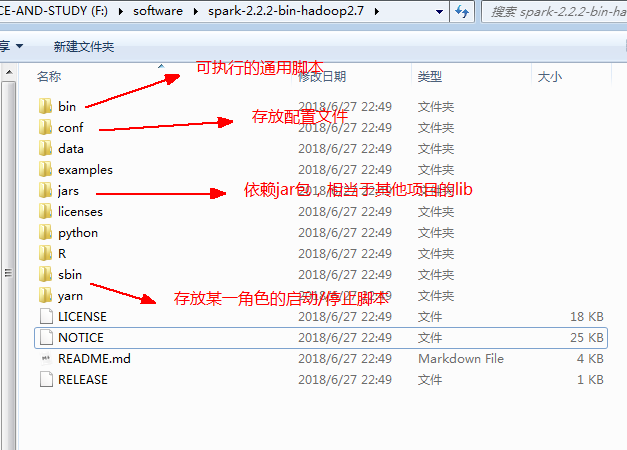 CE-AND-STUDY (F:) ▸ software ▸ spark-2.2.2-bin-hadoop2.7 ▸ 搜索 spark-2.2.2-bin-ha
享 ▼ 新建文件夹
名称 修改日期 类型 大小
可执行的通用脚本
bin 2018/6/27 22:49 文件夹
存放配置文件
conf 2018/6/27 22:49 文件夹
data 2018/6/27 22:49 文件夹
examples 2018/6/27 22:49 文件夹
依赖jar包，相当于其他项目的lib
jars 2018/6/27 22:49 文件夹
licenses 2018/6/27 22:49 文件夹
python 2018/6/27 22:49 文件夹
R 2018/6/27 22:49 文件夹
sbin 2018/6/27 22:49 文件夹
存放某一角色的启动/停止脚本
yarn 2018/6/27 22:49 文件夹
LICENSE 2018/6/27 22:49 文件 18 KB
NOTICE 2018/6/27 22:49 文件 25 KB
README.md 2018/6/27 22:49 Markdown File 4 KB
RELEASE 2018/6/27 22:49 文件 1 KB